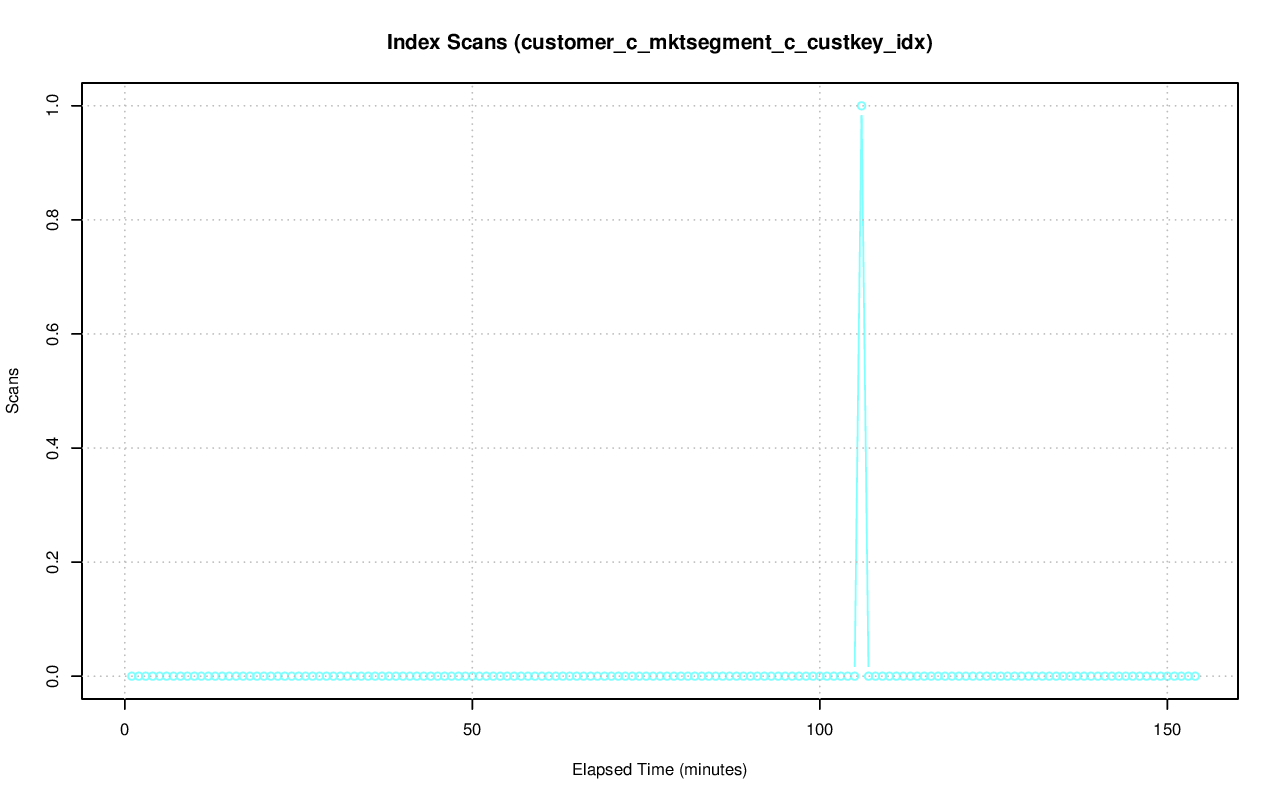 Index Scans (customer_c_mktsegment_c_custkey_idx)
1.0
0.8
0.6
0.4
0.2
0.0
Scans
0 50 100 150
Elapsed Time (minutes)